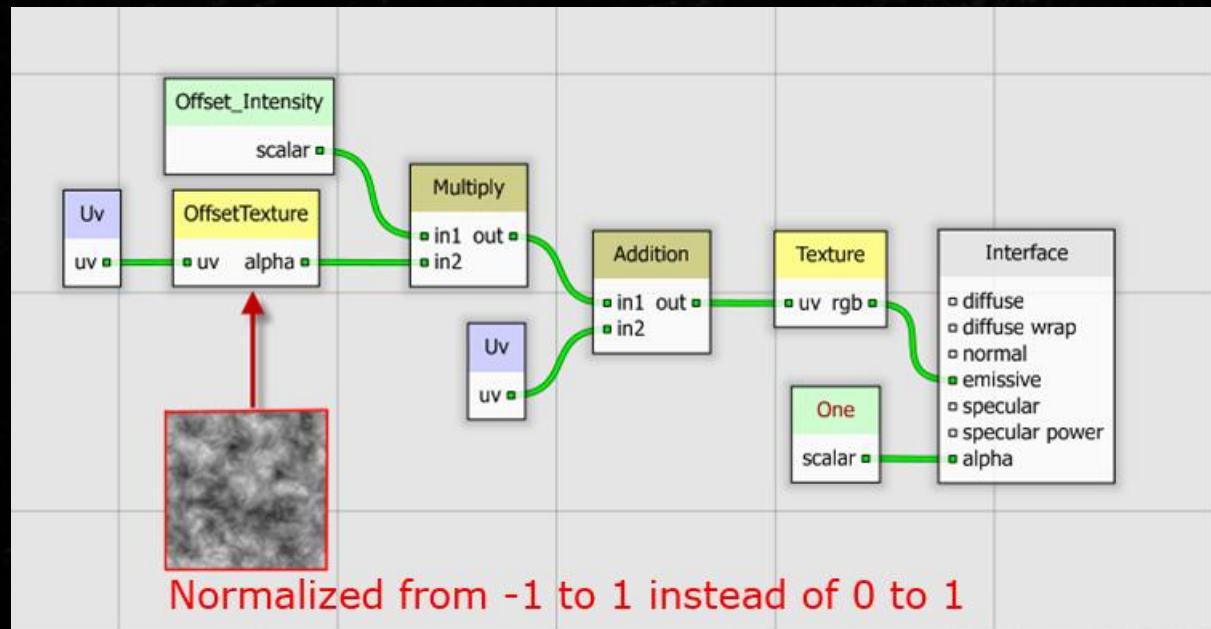 Offset_Intensity
scalar
Uv
uv
OffsetTexture
uv alpha
Multiply
in1 out
in2
Uv
uv
Addition
in1 out
in2
Texture
uv rgb
One
scalar
Interface
diffuse
diffuse wrap
normal
emissive
specular
specular power
alpha
Normalized from -1 to 1 instead of 0 to 1